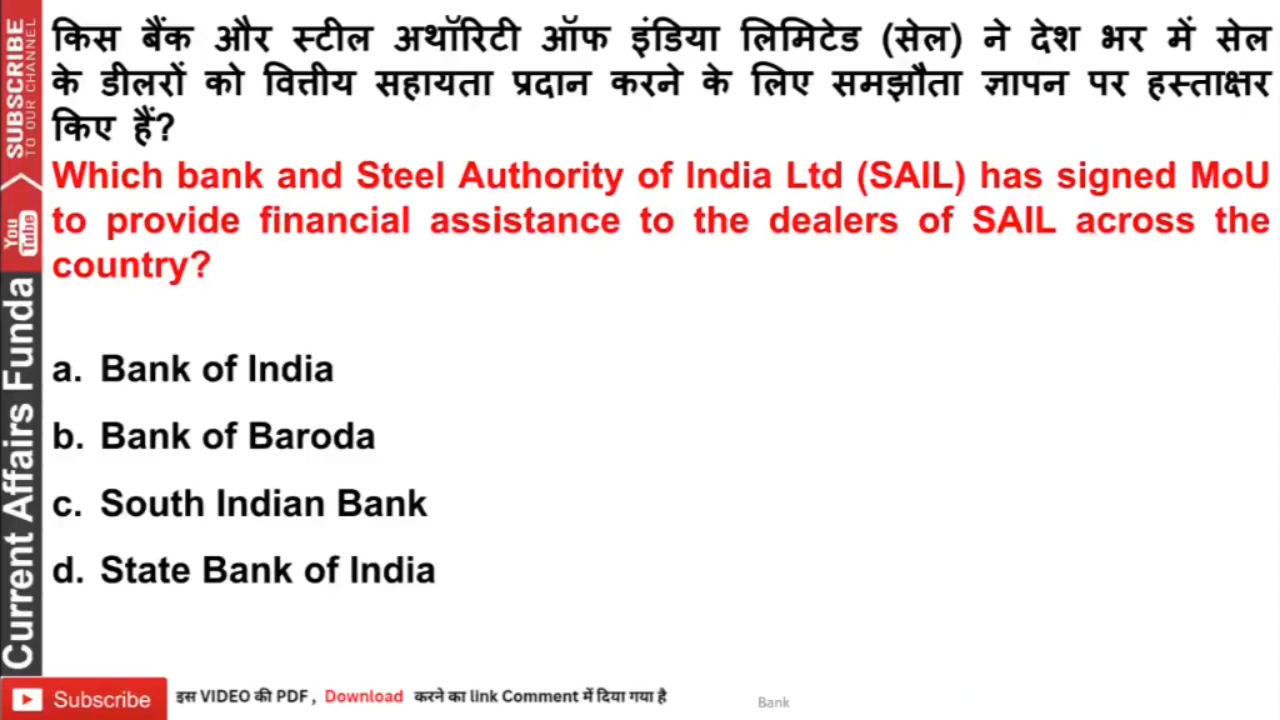 किस बैंक और स्टील अथॉरिटी ऑफ इंडिया लिमिटेड (सेल) ने देश भर में सेल
के डीलरों को वित्तीय सहायता प्रदान करने के लिए समझौता ज्ञापन पर हस्ताक्षर
किए हैं?
Which bank and Steel Authority of India Ltd (SAIL) has signed MoU
to provide financial assistance to the dealers of SAIL across the
country?
a. Bank of India
b. Bank of Baroda
c. South Indian Bank
d. State Bank of India
SUBSCRIBE
TO OUR CHANNEL
You
Tube
Current Affairs Funda
Subscribe
इस VIDEO की PDF , Download करने का link Comment में दिया गया है
Bank